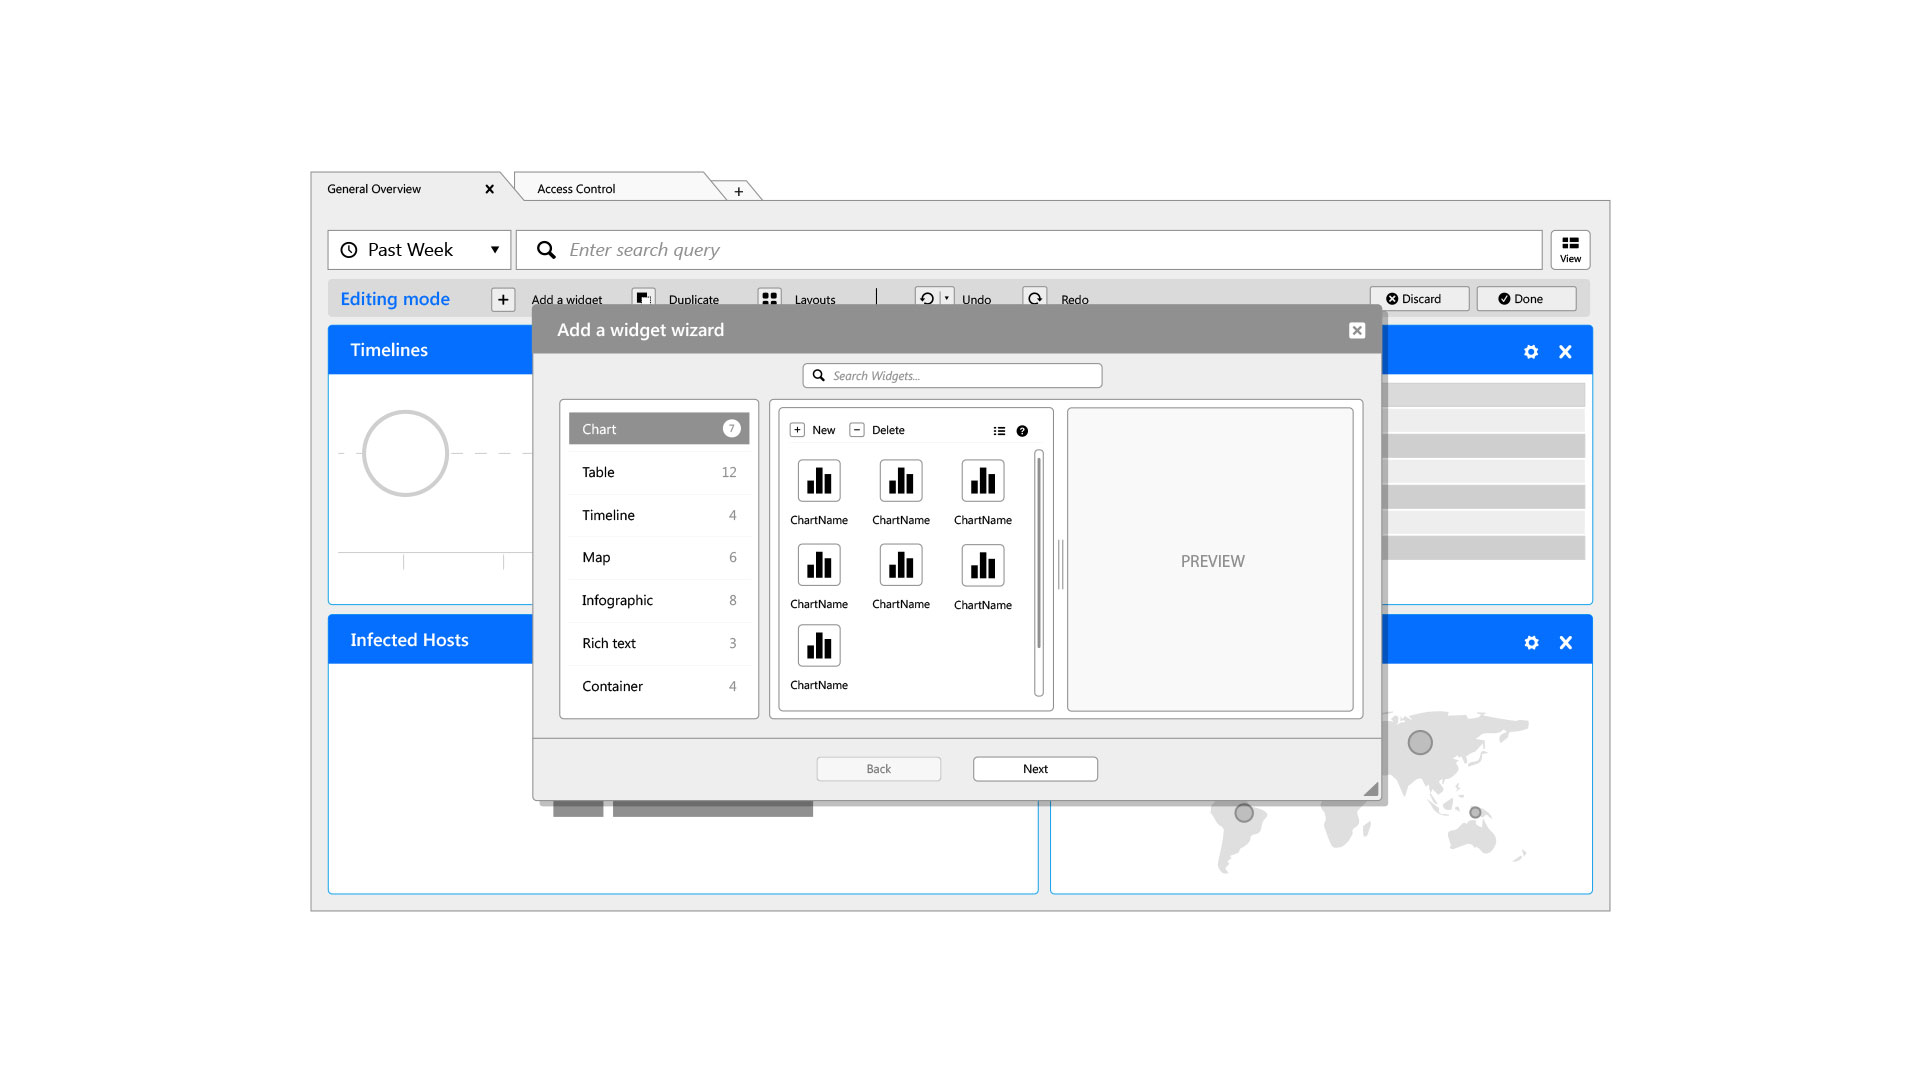 General Overview
Access Control
Past Week
Enter search query
View
Editing mode
Add a widget
Duplicate
Layouts
Undo
Redo
Discard
Done
Add a widget wizard
Timelines
Search Widgets...
Chart 7
Table 12
Timeline 4
Map 6
Infographic 8
Rich text 3
Container 4
New
Delete
ChartName ChartName ChartName
ChartName ChartName ChartName
ChartName
PREVIEW
Infected Hosts
Back
Next